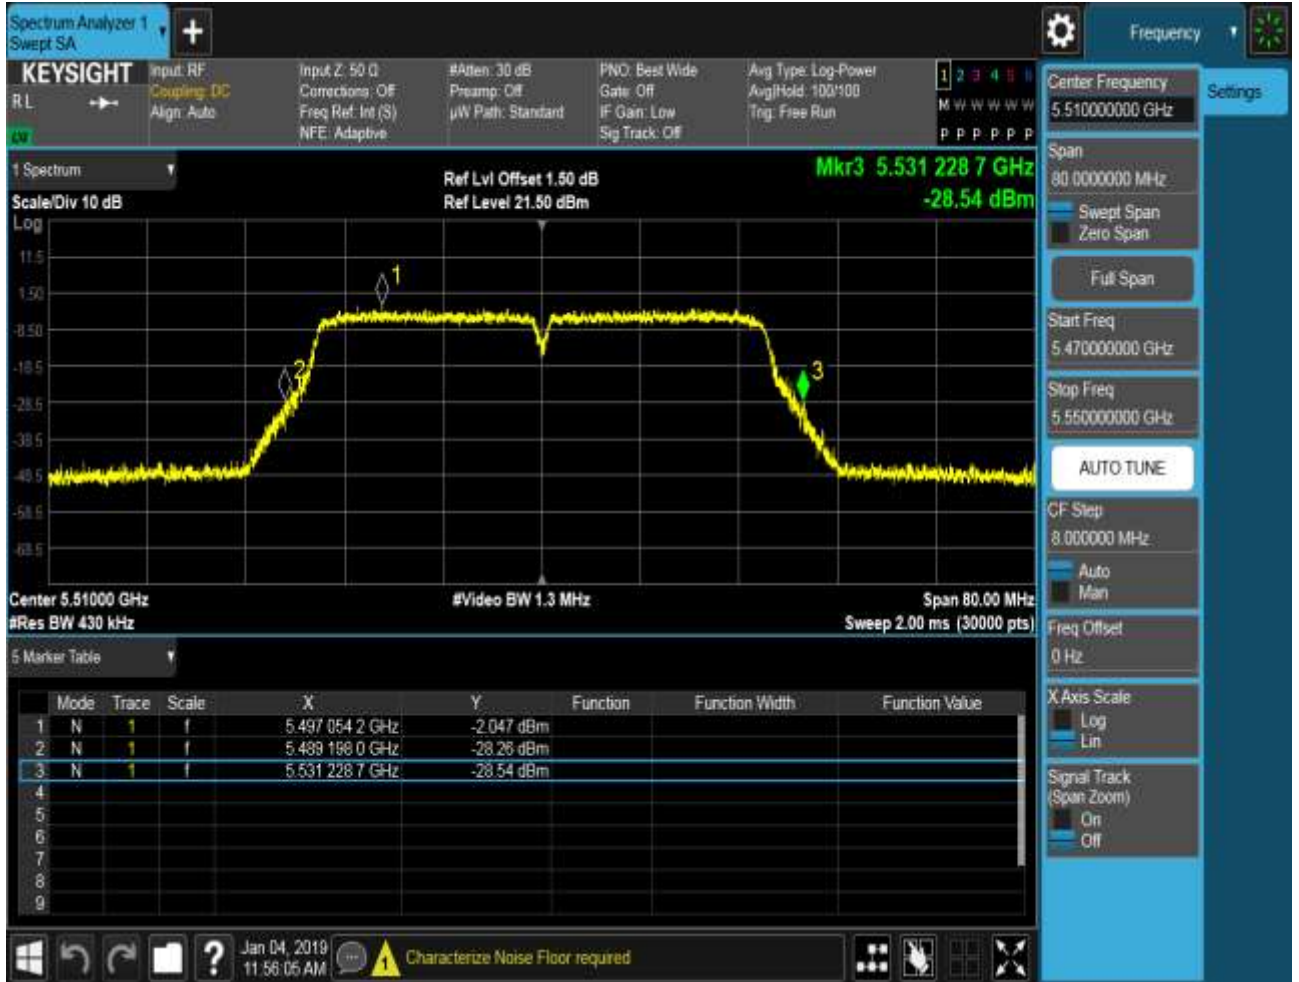 Spectrum Analyzer 1
Swept SA
Frequency
KEYSIGHT
R L
Input: RF
Coupling: DC
Align: Auto
Input Z: 50 Ω
Corrections: Off
Freq Ref: Int (S)
NFE: Adaptive
#Atten: 30 dB
Preamp: Off
µW Path: Standard
PNO: Best Wide
Gate: Off
IF Gain: Low
Sig Track: Off
Avg Type: Log-Power
Avg|Hold: 100/100
Trig: Free Run
1 2 3 4 5 6
M W W W W W
P P P P P P
1 Spectrum
Scale/Div 10 dB
Log
Ref Lvl Offset 1.50 dB
Ref Level 21.50 dBm
Mkr3 5.531 228 7 GHz
-28.54 dBm
11.5
1.50
-8.50
-18.5
-28.5
-38.5
-48.5
-58.5
-68.5
1
2
3
Center 5.51000 GHz
#Res BW 430 kHz
#Video BW 1.3 MHz
Span 80.00 MHz
Sweep 2.00 ms (30000 pts)
5 Marker Table
Mode Trace Scale X Y Function Function Width Function Value
1 N 1 f 5.497 054 2 GHz -2.047 dBm
2 N 1 f 5.489 198 0 GHz -28.26 dBm
3 N 1 f 5.531 228 7 GHz -28.54 dBm
4
5
6
7
8
9
Jan 04, 2019
11:56:05 AM
1
Characterize Noise Floor required
?
Center Frequency
5.510000000 GHz
Settings
Span
80.0000000 MHz
Swept Span
Zero Span
Full Span
Start Freq
5.470000000 GHz
Stop Freq
5.550000000 GHz
AUTO TUNE
CF Step
8.000000 MHz
Auto
Man
Freq Offset
0 Hz
X Axis Scale
Log
Lin
Signal Track
(Span Zoom)
On
Off